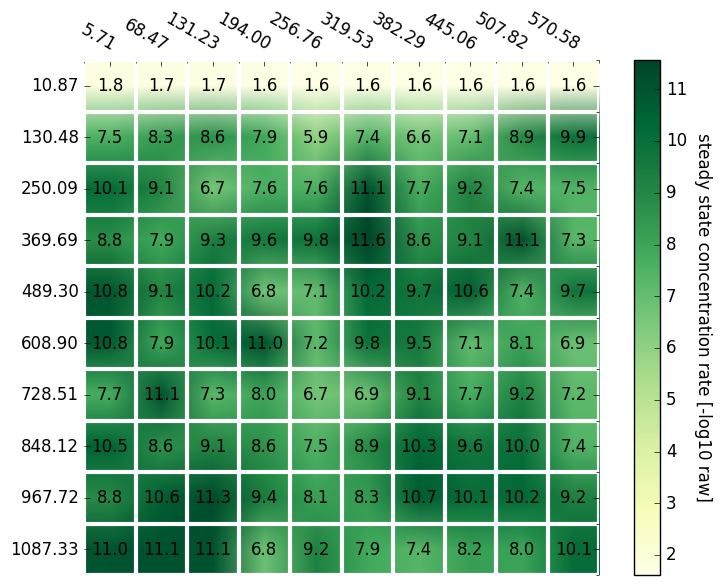 5.71 68.47 131.23 194.00 256.76 319.53 382.29 445.06 507.82 570.58
10.87 1.8 1.7 1.7 1.6 1.6 1.6 1.6 1.6 1.6 1.6
130.48 7.5 8.3 8.6 7.9 5.9 7.4 6.6 7.1 8.9 9.9
250.09 10.1 9.1 6.7 7.6 7.6 11.1 7.7 9.2 7.4 7.5
369.69 8.8 7.9 9.3 9.6 9.8 11.6 8.6 9.1 11.1 7.3
489.30 10.8 9.1 10.2 6.8 7.1 10.2 9.7 10.6 7.4 9.7
608.90 10.8 7.9 10.1 11.0 7.2 9.8 9.5 7.1 8.1 6.9
728.51 7.7 11.1 7.3 8.0 6.7 6.9 9.1 7.7 9.2 7.2
848.12 10.5 8.6 9.1 8.6 7.5 8.9 10.3 9.6 10.0 7.4
967.72 8.8 10.6 11.3 9.4 8.1 8.3 10.7 10.1 10.2 9.2
1087.33 11.0 11.1 11.1 6.8 9.2 7.9 7.4 8.2 8.0 10.1
11
10
9
8
7
6
5
4
3
2
steady state concentration rate [-log10 raw]